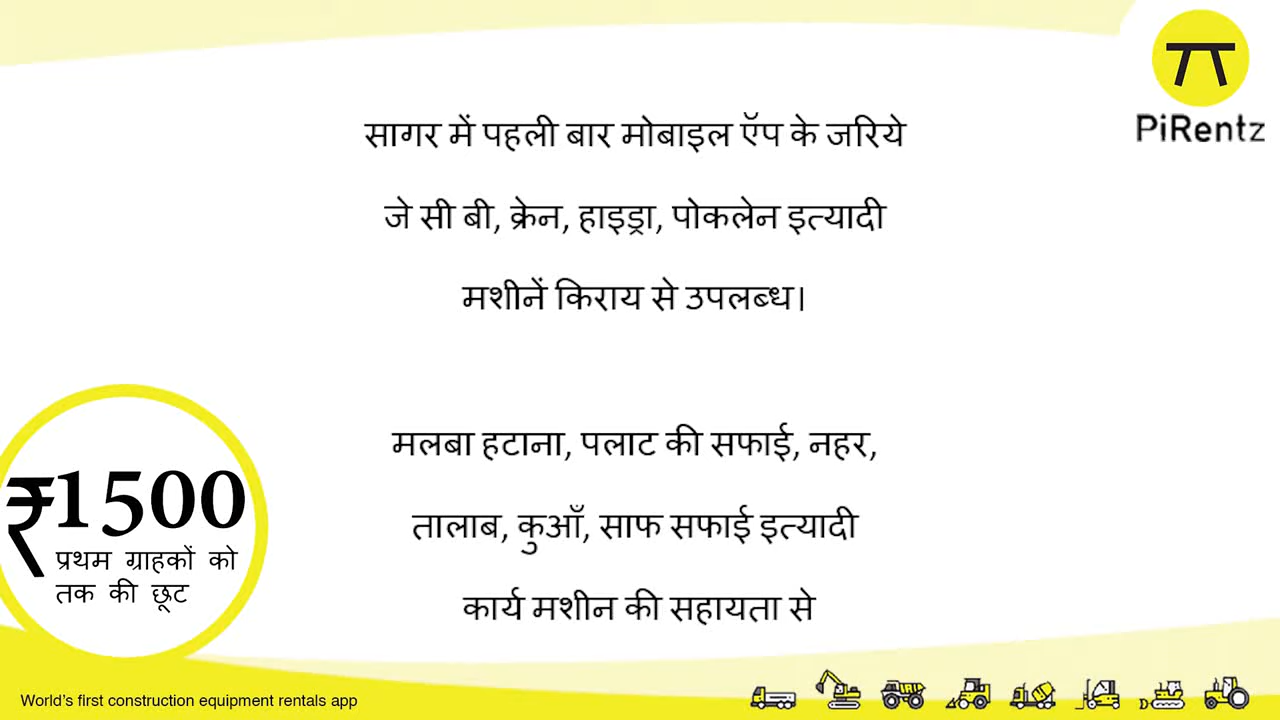 PiRentz
सागर में पहली बार मोबाइल ऍप के जरिये
जे सी बी, क्रेन, हाइड्रा, पोकलेन इत्यादी
मशीनें किराय से उपलब्ध।
मलबा हटाना, पलाट की सफाई, नहर,
तालाब, कुआँ, साफ सफाई इत्यादी
कार्य मशीन की सहायता से
₹1500
प्रथम ग्राहकों को
तक की छूट
World's first construction equipment rentals app